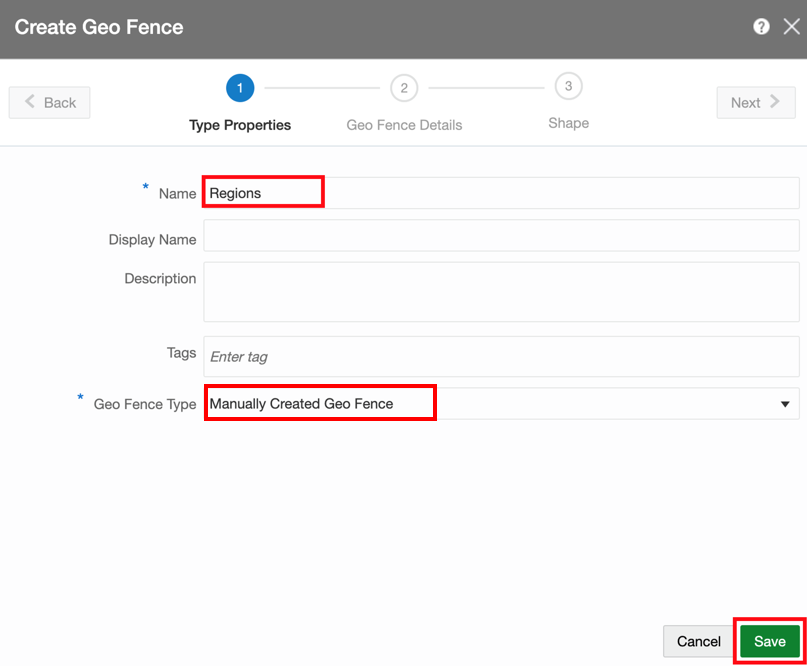 Create Geo Fence
?
Back
1
2
3
Next
Type Properties
Geo Fence Details
Shape
* Name
Regions
Display Name
Description
Tags
Enter tag
* Geo Fence Type
Manually Created Geo Fence
Cancel
Save